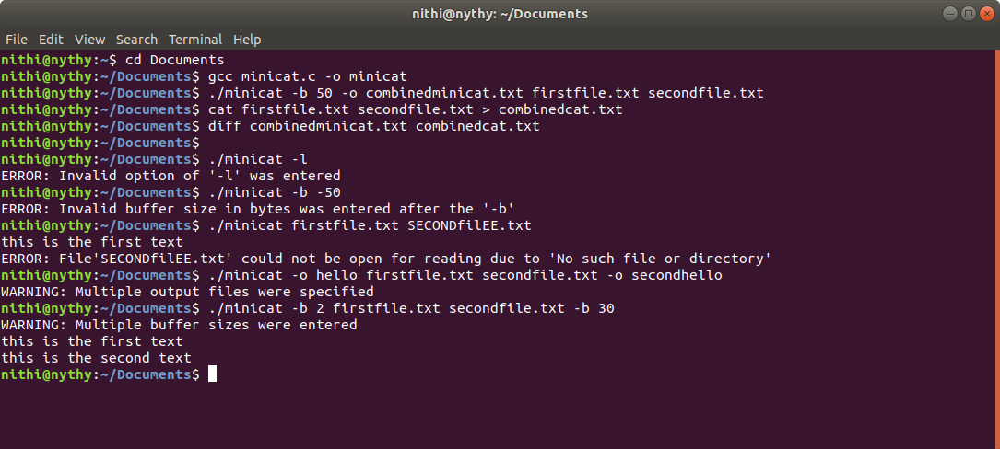 nithi@nythy: ~/Documents
File Edit View Search Terminal Help
nithi@nythy:~$ cd Documents
nithi@nythy:~/Documents$ gcc minicat.c -o minicat
nithi@nythy:~/Documents$ ./minicat -b 50 -o combinedminicat.txt firstfile.txt secondfile.txt
nithi@nythy:~/Documents$ cat firstfile.txt secondfile.txt > combinedcat.txt
nithi@nythy:~/Documents$ diff combinedminicat.txt combinedcat.txt
nithi@nythy:~/Documents$
nithi@nythy:~/Documents$ ./minicat -l
ERROR: Invalid option of '-l' was entered
nithi@nythy:~/Documents$ ./minicat -b -50
ERROR: Invalid buffer size in bytes was entered after the '-b'
nithi@nythy:~/Documents$ ./minicat firstfile.txt SECONDfilEE.txt
this is the first text
ERROR: File'SECONDfilEE.txt' could not be open for reading due to 'No such file or directory'
nithi@nythy:~/Documents$ ./minicat -o hello firstfile.txt secondfile.txt -o secondhello
WARNING: Multiple output files were specified
nithi@nythy:~/Documents$ ./minicat -b 2 firstfile.txt secondfile.txt -b 30
WARNING: Multiple buffer sizes were entered
this is the first text
this is the second text
nithi@nythy:~/Documents$